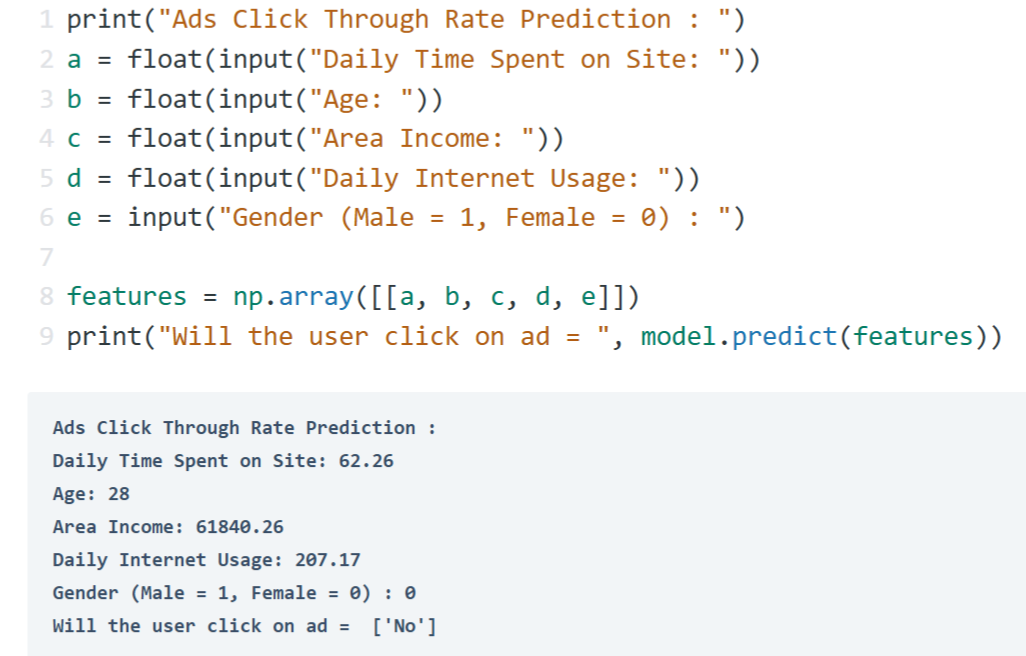 1 print("Ads Click Through Rate Prediction : ")
2 a = float(input("Daily Time Spent on Site: "))
3 b = float(input("Age: "))
4 c = float(input("Area Income: "))
5 d = float(input("Daily Internet Usage: "))
6 e = input("Gender (Male = 1, Female = 0) : ")
7
8 features = np.array([[a, b, c, d, e]])
9 print("Will the user click on ad = ", model.predict(features))
Ads Click Through Rate Prediction :
Daily Time Spent on Site: 62.26
Age: 28
Area Income: 61840.26
Daily Internet Usage: 207.17
Gender (Male = 1, Female = 0) : 0
Will the user click on ad =  ['No']